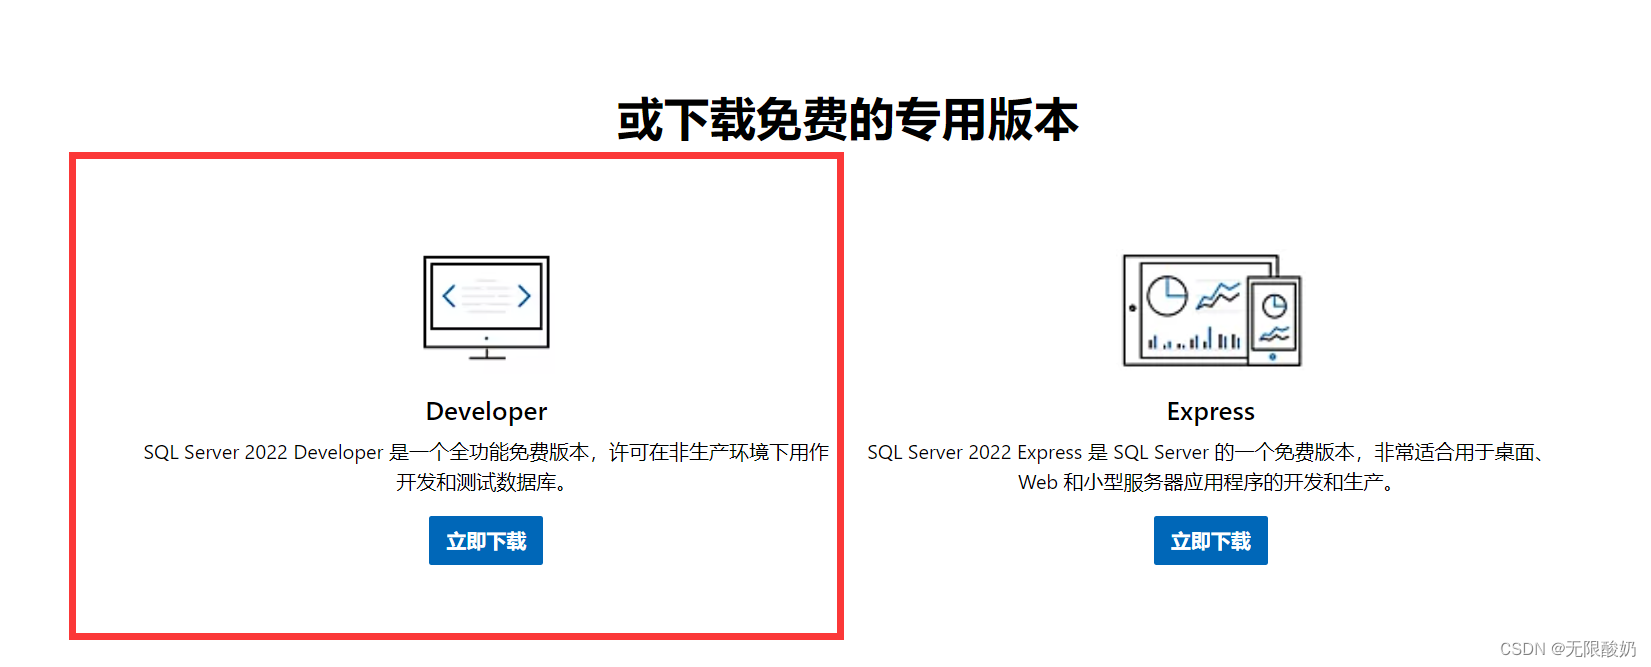 或下载免费的专用版本
Developer
SQL Server 2022 Developer 是一个全功能免费版本，许可在非生产环境下用作
开发和测试数据库。
立即下载
Express
SQL Server 2022 Express 是 SQL Server 的一个免费版本，非常适合用于桌面、
Web 和小型服务器应用程序的开发和生产。
立即下载
CSDN @无限酸奶